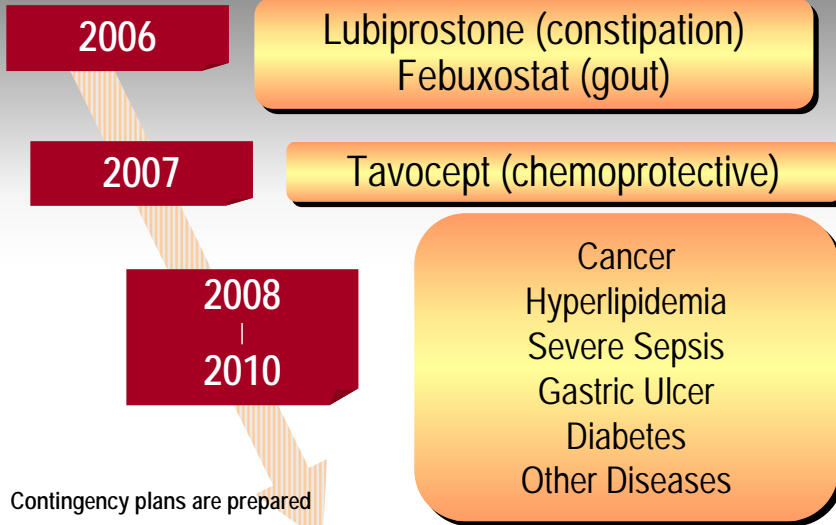 2006
Lubiprostone (constipation)
Febuxostat (gout)
2007
Tavocept (chemoprotective)
2008
|
2010
Cancer
Hyperlipidemia
Severe Sepsis
Gastric Ulcer
Diabetes
Other Diseases
Contingency plans are prepared